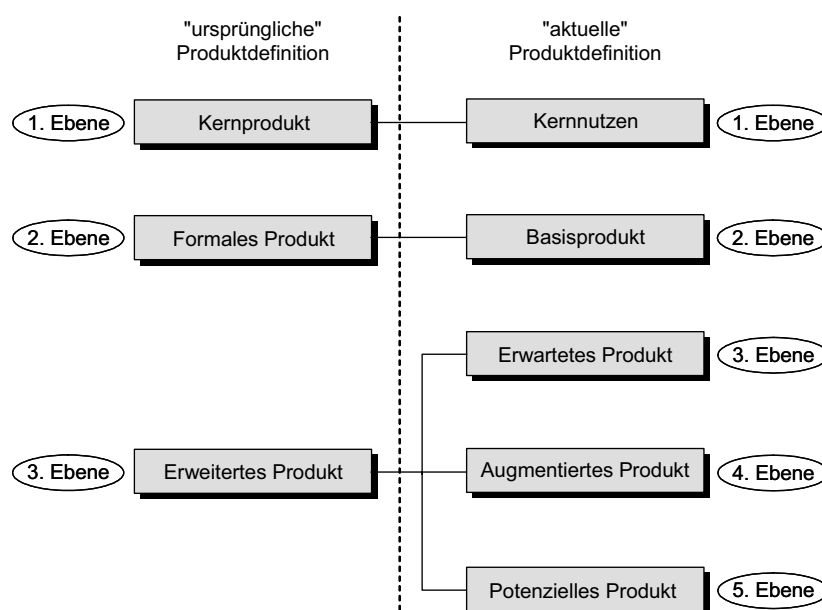 "ursprüngliche"
Produktdefinition
"aktuelle"
Produktdefinition
1. Ebene
Kernprodukt
Kernnutzen
1. Ebene
2. Ebene
Formales Produkt
Basisprodukt
2. Ebene
Erwartetes Produkt
3. Ebene
3. Ebene
Erweitertes Produkt
Augmentiertes Produkt
4. Ebene
Potenzielles Produkt
5. Ebene